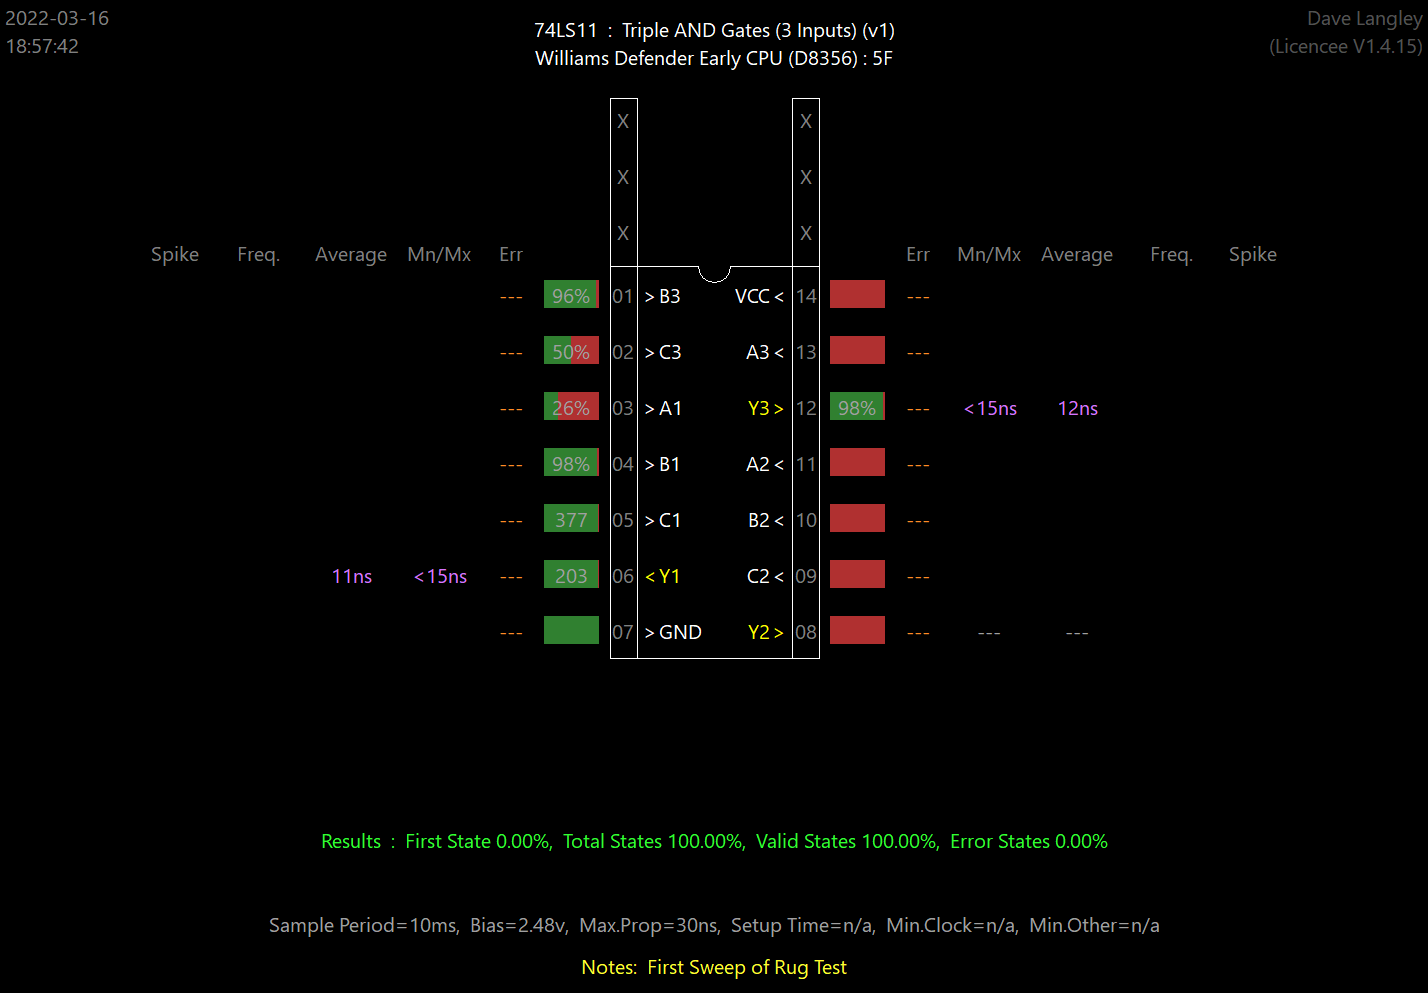 2022-03-16
18:57:42
74LS11 : Triple AND Gates (3 Inputs) (v1)
Williams Defender Early CPU (D8356) : 5F
Dave Langley
(Licencee V1.4.15)
X X
X X
X X
Spike Freq. Average Mn/Mx Err Err Mn/Mx Average Freq. Spike
--- 96% 01 >B3 VCC< 14 ---
--- 50% 02 >C3 A3< 13 ---
--- 26% 03 >A1 Y3> 12 98% --- <15ns 12ns
--- 98% 04 >B1 A2< 11 ---
--- 377 05 >C1 B2< 10 ---
11ns <15ns --- 203 06 <Y1 C2< 09 ---
--- 07 >GND Y2> 08 --- --- ---
Results : First State 0.00%, Total States 100.00%, Valid States 100.00%, Error States 0.00%
Sample Period=10ms, Bias=2.48v, Max.Prop=30ns, Setup Time=n/a, Min.Clock=n/a, Min.Other=n/a
Notes: First Sweep of Rug Test